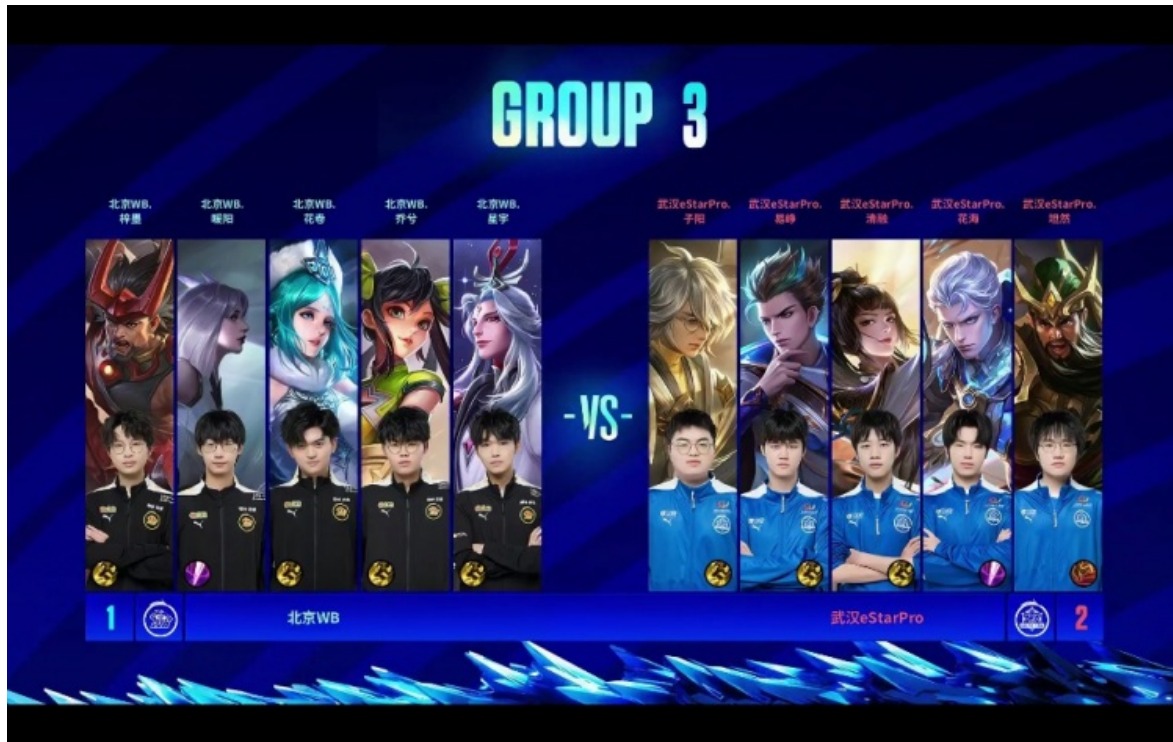 GROUP 3
北京WB.
梓墨
北京WB.
暖阳
北京WB.
花卷
北京WB.
乔兮
北京WB.
星宇
武汉eStarPro.
子阳
武汉eStarPro.
易峥
武汉eStarPro.
清融
武汉eStarPro.
花海
武汉eStarPro.
坦然
-VS-
1
北京WB
武汉eStarPro
2